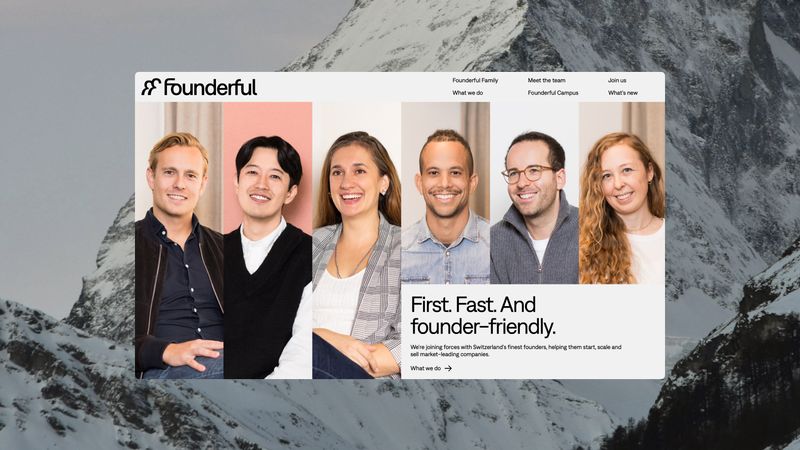 Founderful
Founderful Family
Meet the team
Join us
What we do
Founderful Campus
What's new
First. Fast. And
founder-friendly.
We're joining forces with Switzerland's finest founders, helping them start, scale and
sell market-leading companies.
What we do →